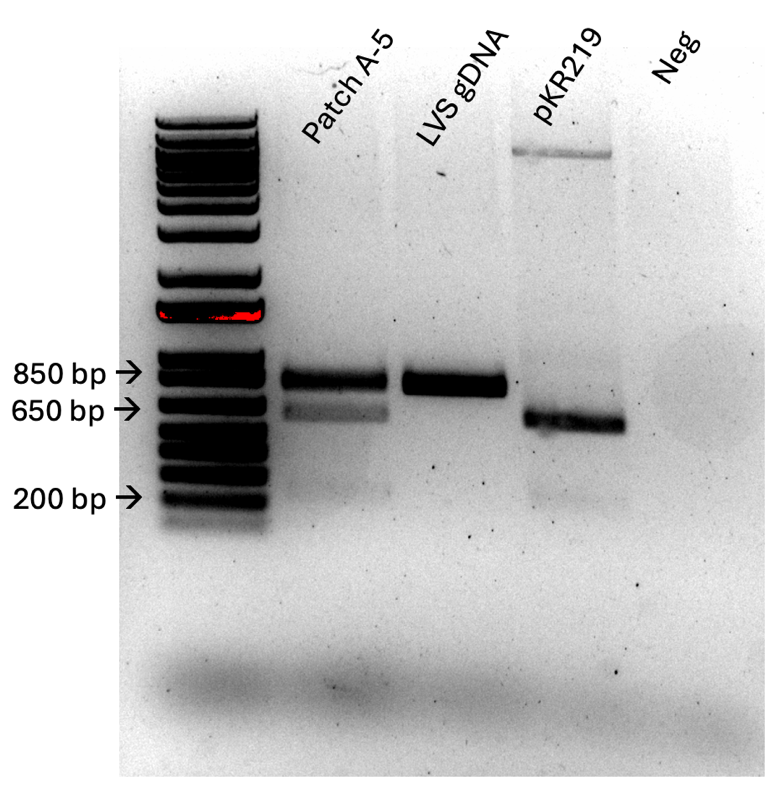 Patch A-5
LVS gDNA
pKR219
Neg
850 bp →
650 bp →
200 bp →